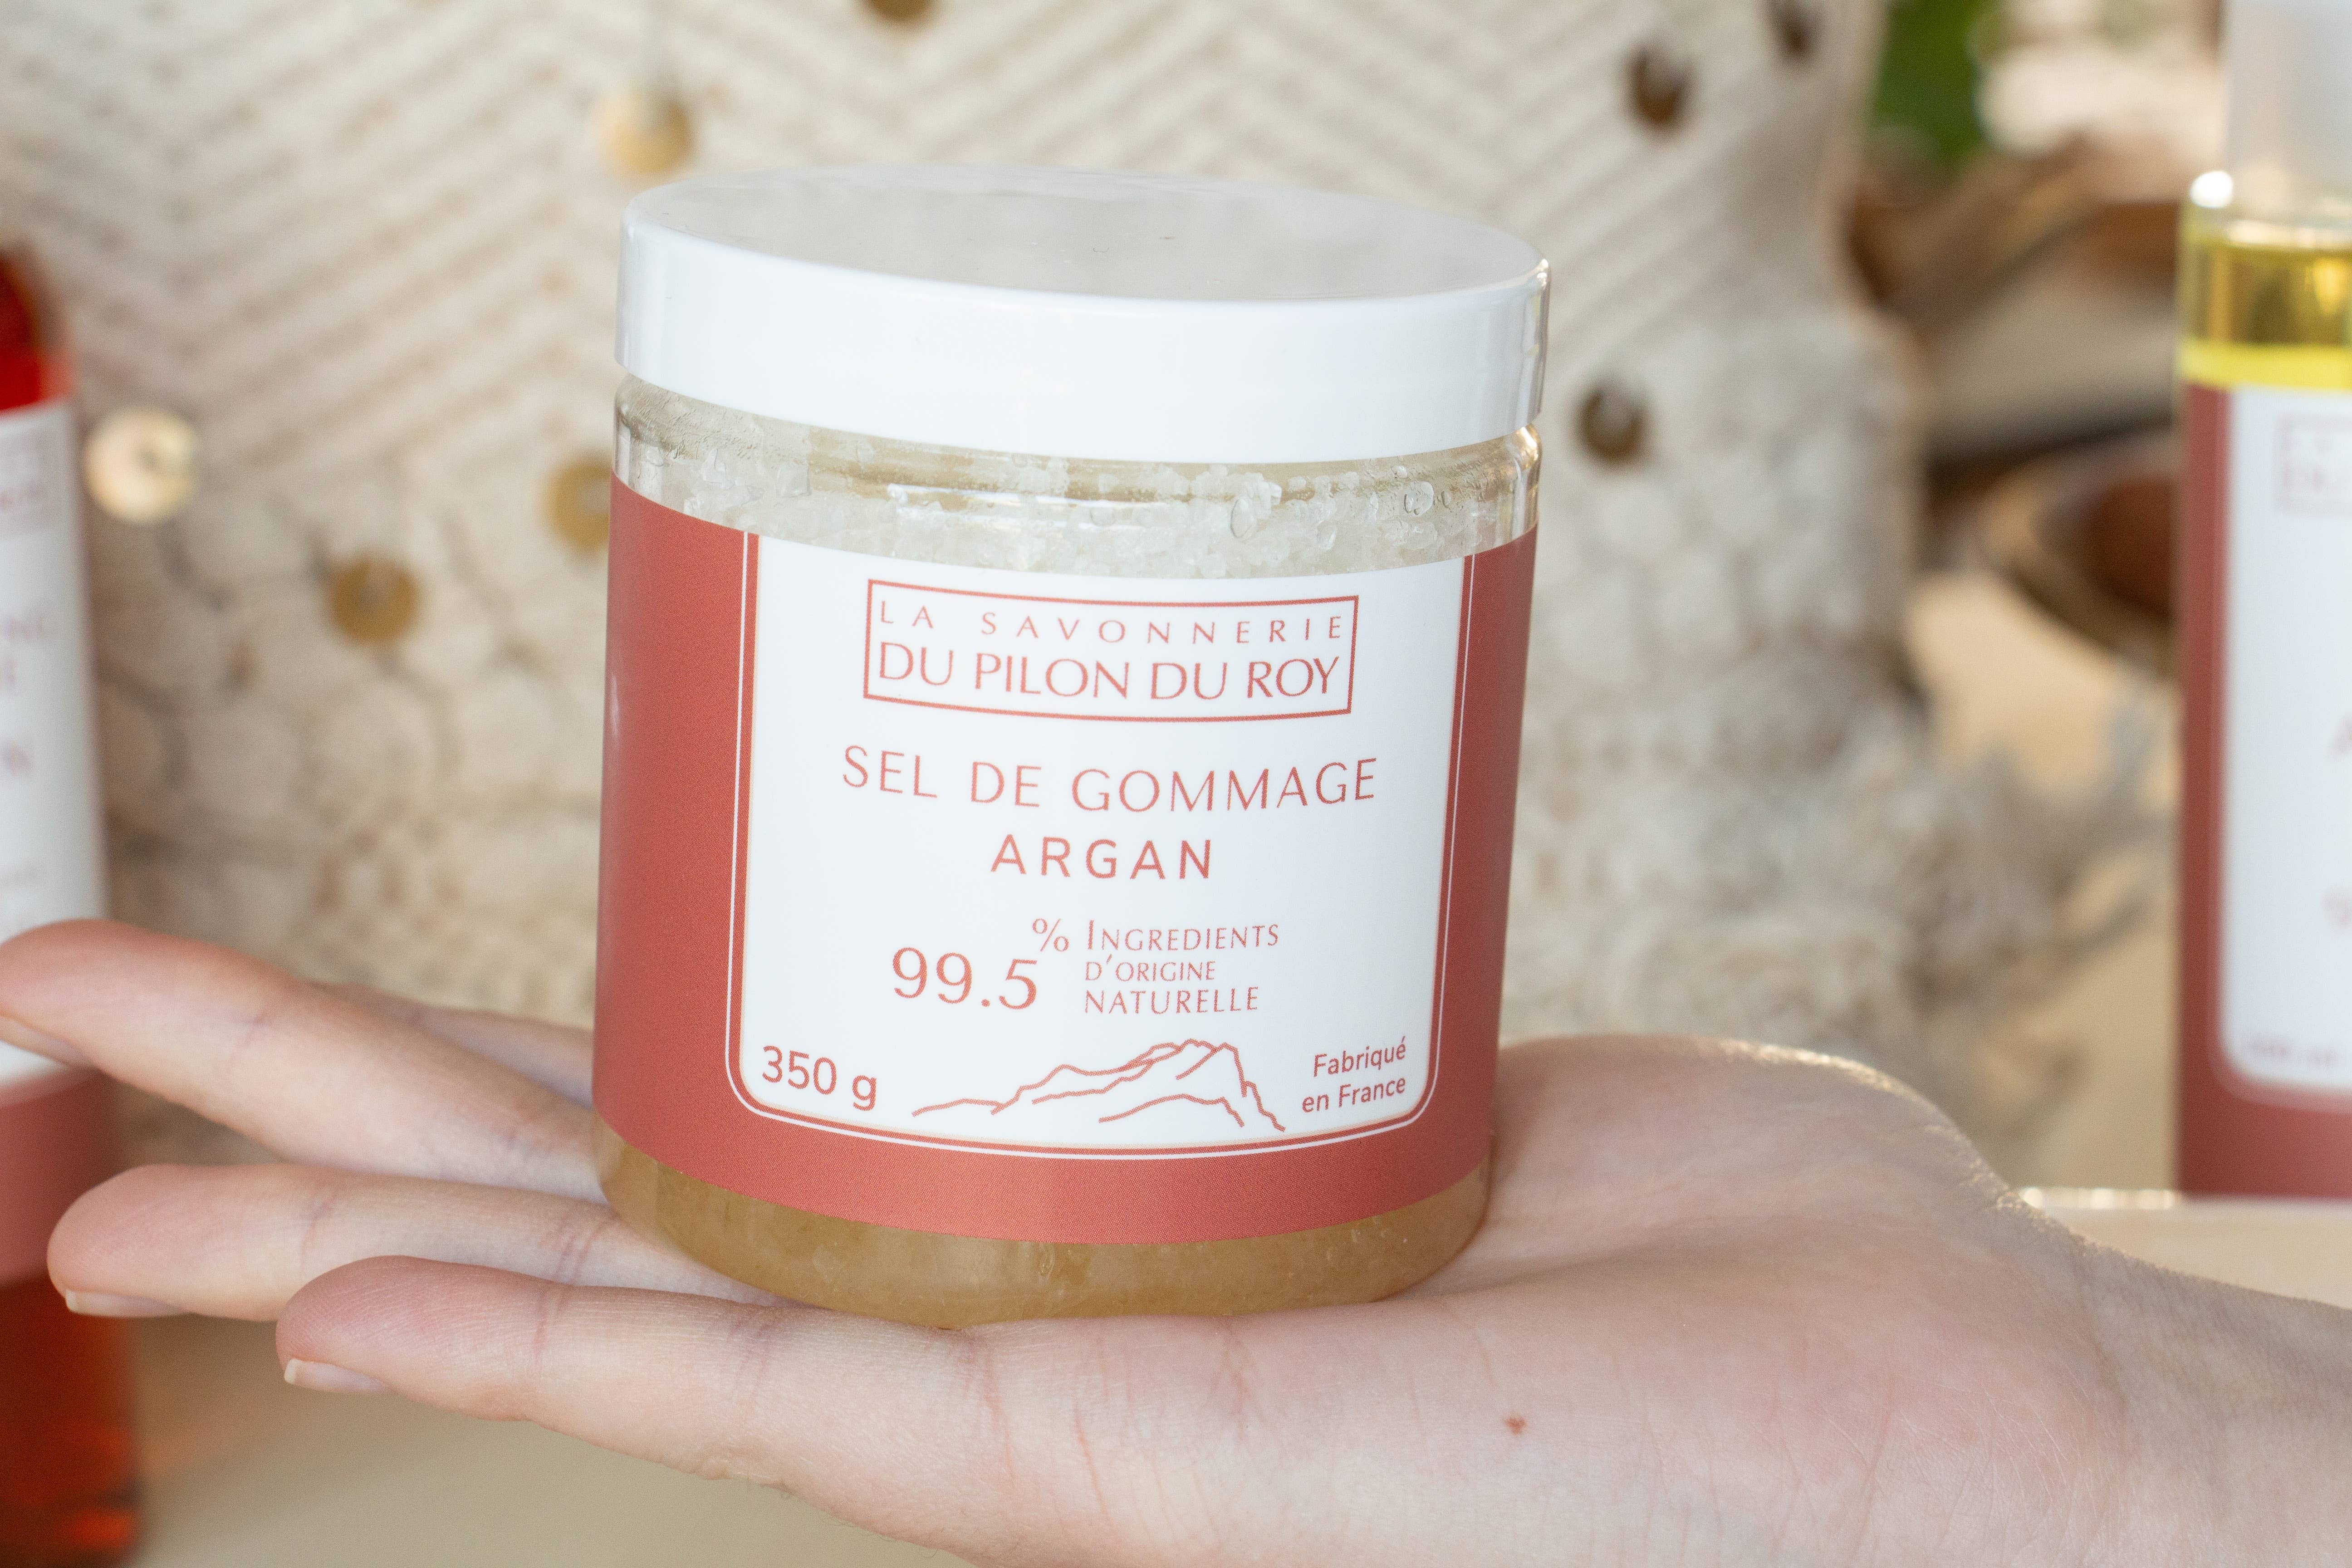 LA SAVONNERIE
DU PILON DU ROY
SEL DE GOMMAGE
ARGAN
99.5 % INGREDIENTS
D'ORIGINE
NATURELLE
350 g
Fabriqué
en France